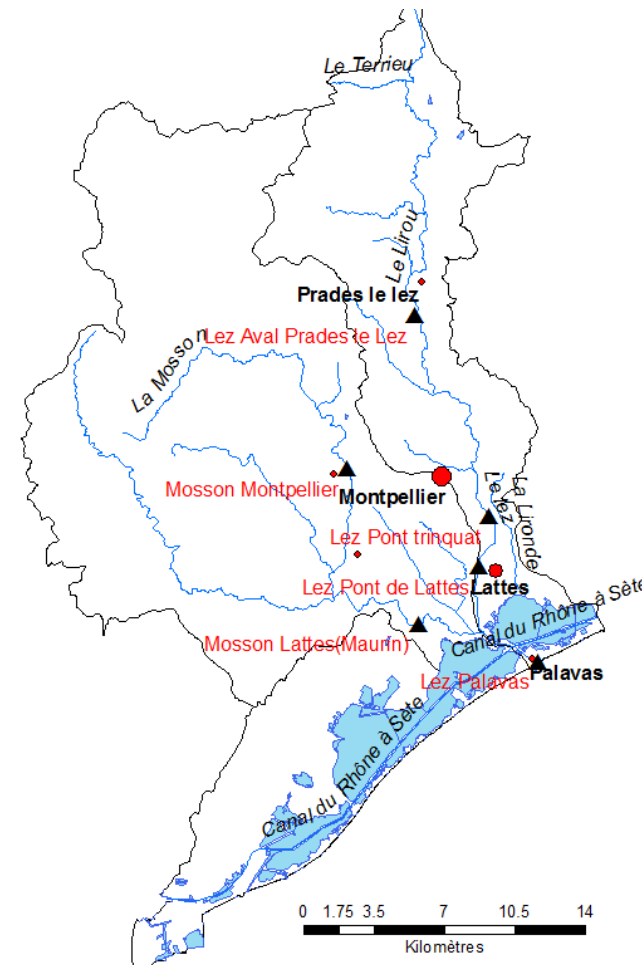 Le Terrieu
Le Lirou
Prades le lez
Lez Aval Prades le Lez
La Mosson
Mosson Montpellier
Montpellier
Le lez
La Lironde
Lez Pont trinquat
Lez Pont de Lattes
Lattes
Mosson Lattes(Maurin)
Canal du Rhône à Sète
Lez Palavas
Palavas
Canal du Rhône à Sète
0 1.75 3.5 7 10.5 14
Kilomètres